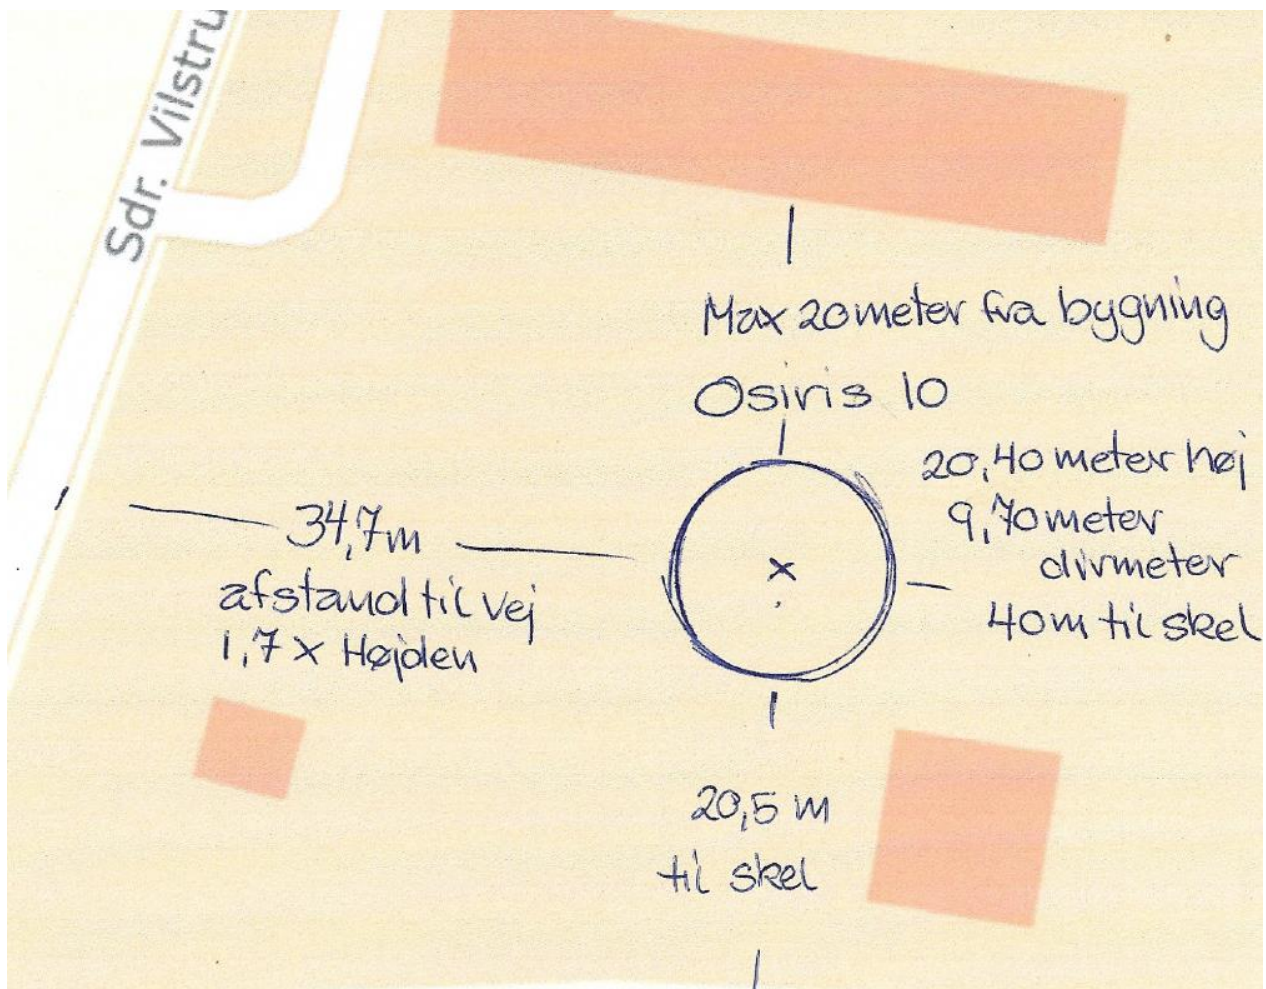 Sdr. Vilstru
Max 20 meter fra bygning
Osiris 10
20,40 meter høj
9,70 meter
dirmeter
40m til skel
34,7m
afstand til vej
1,7 x Højden
x
20,5 m
til skel